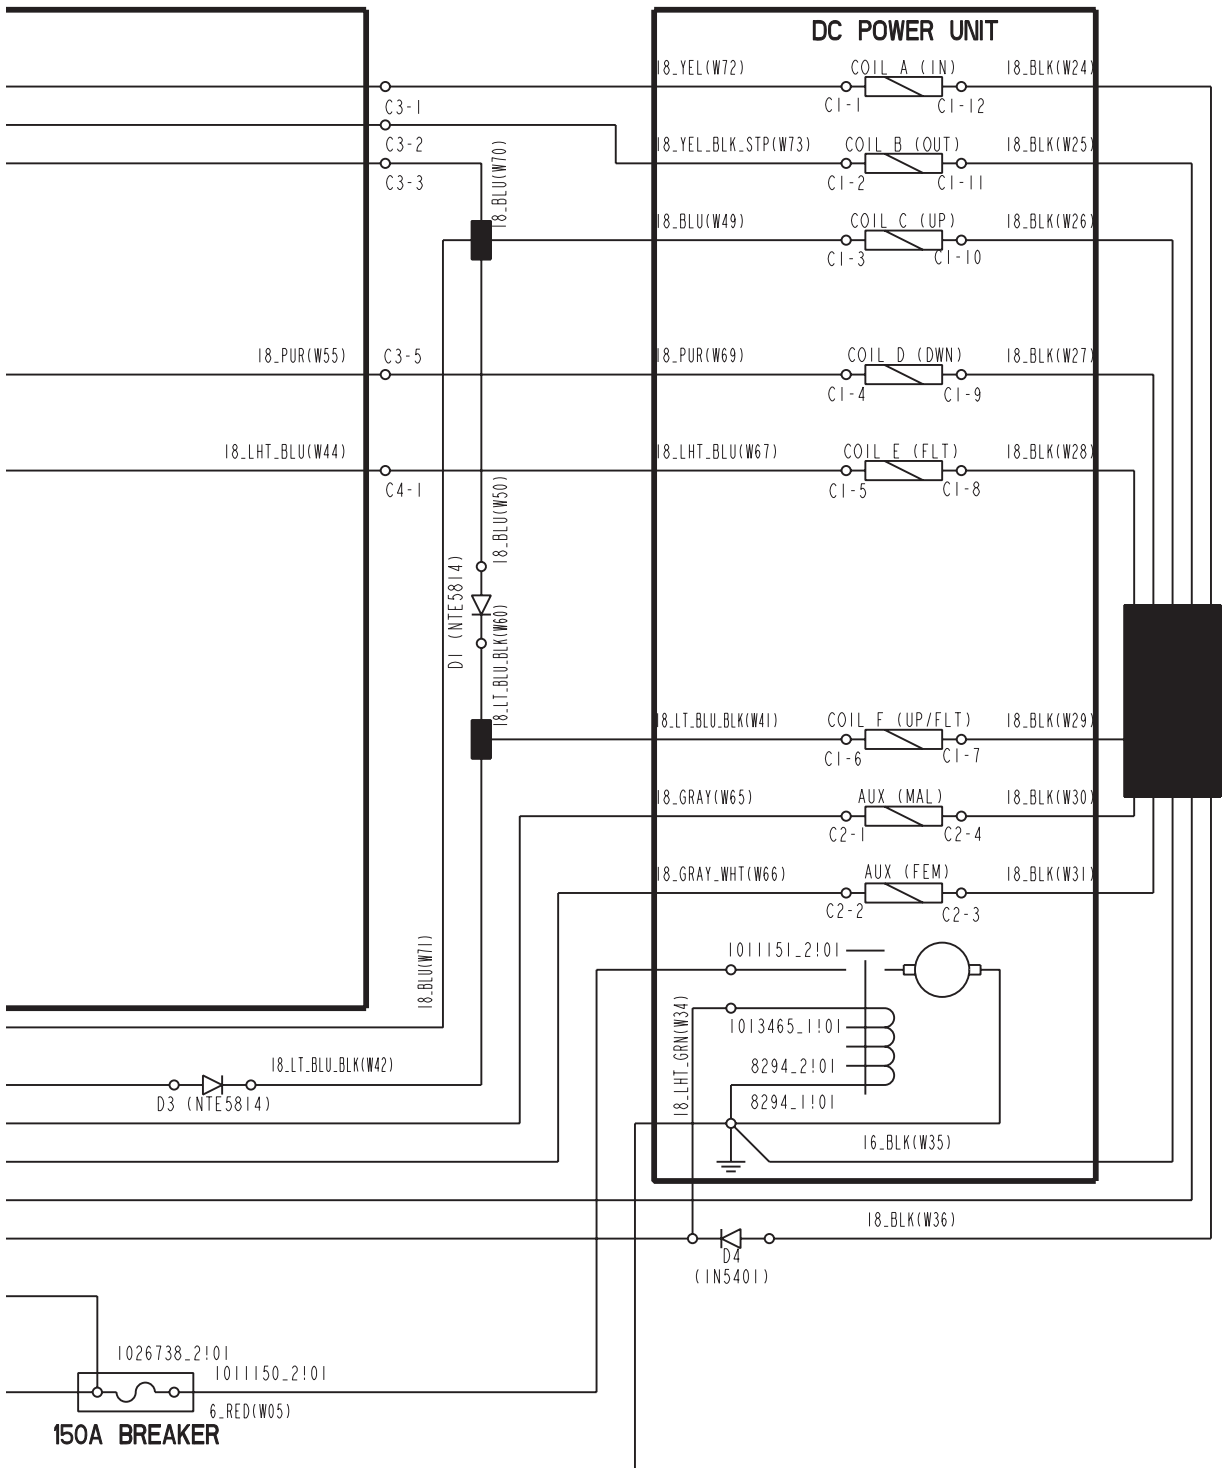 DC POWER UNIT
18_YEL(W72)
COIL A (IN)
18_BLK(W24)
C3-1
C1-1
C1-12
C3-2
18_YEL_BLK_STP(W73)
COIL B (OUT)
18_BLK(W25)
C3-3
C1-2
C1-11
18_BLU(W70)
18_BLU(W49)
COIL C (UP)
18_BLK(W26)
C1-3
C1-10
18_PUR(W55)
C3-5
18_PUR(W69)
COIL D (DWN)
18_BLK(W27)
C1-4
C1-9
18_LHT_BLU(W44)
18_LHT_BLU(W67)
COIL E (FLT)
18_BLK(W28)
C4-1
C1-5
C1-8
18_BLU(W50)
D1 (NTE5814)
18_LT_BLU_BLK(W60)
18_LT_BLU_BLK(W41)
COIL F (UP/FLT)
18_BLK(W29)
C1-6
C1-7
18_GRAY(W65)
AUX (MAL)
18_BLK(W30)
C2-1
C2-4
18_GRAY_WHT(W66)
AUX (FEM)
18_BLK(W31)
C2-2
C2-3
18_BLU(W71)
1011151_2!01
18_LHT_GRN(W34)
1013465_1!01
8294_2!01
8294_1!01
18_LT_BLU_BLK(W42)
D3 (NTE5814)
16_BLK(W35)
18_BLK(W36)
D4
(1N5401)
1026738_2!01
1011150_2!01
6_RED(W05)
150A BREAKER